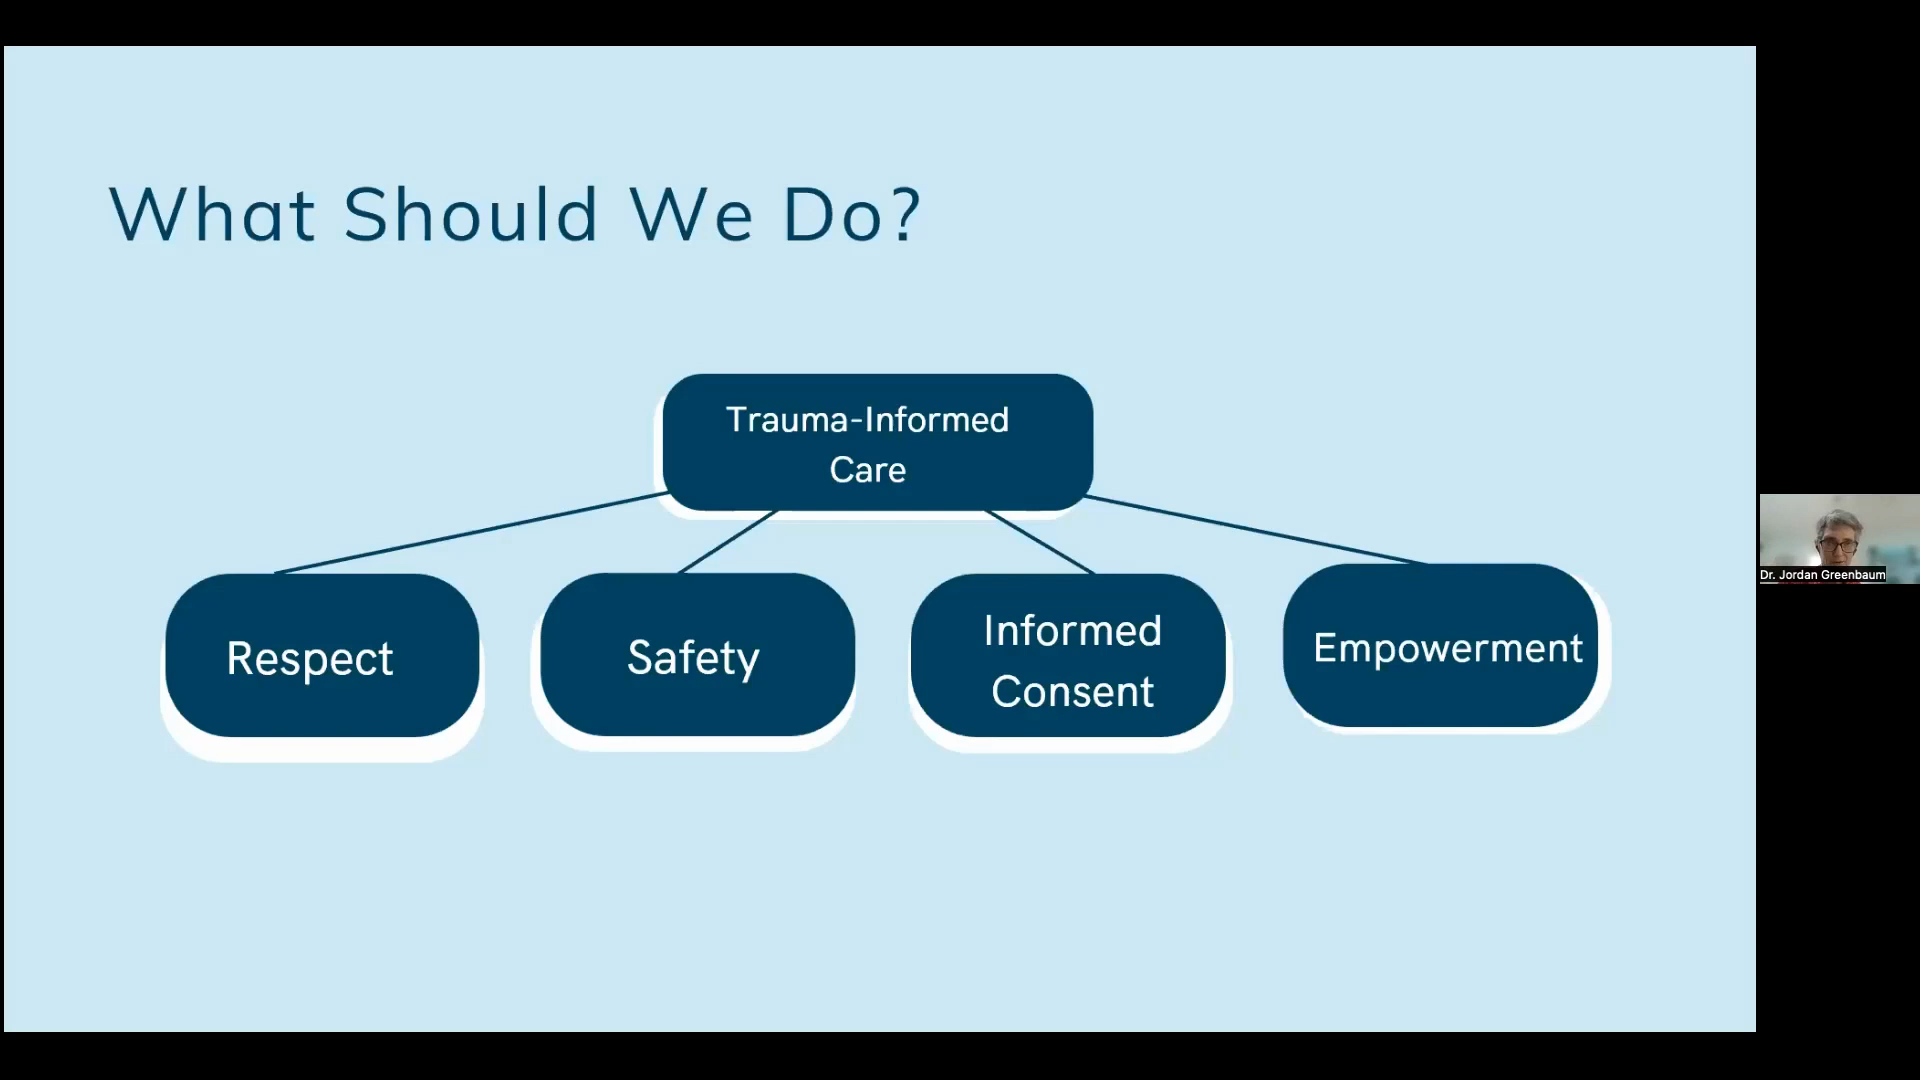 What Should We Do?
Trauma-Informed
Care
Respect
Safety
Informed
Consent
Empowerment
Dr. Jordan Greenbaum